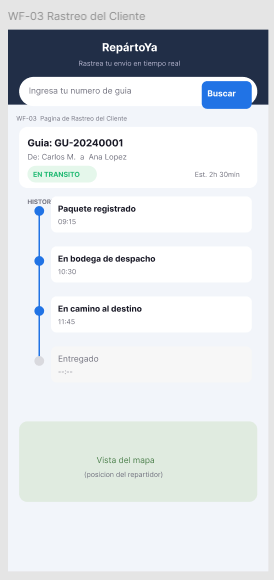 WF-03 Rastreo del Cliente
RepártoYa
Rastrea tu envio en tiempo real
Ingresa tu numero de guia
Buscar
WF-03 Pagina de Rastreo del Cliente
Guia: GU-20240001
De: Carlos M. a Ana Lopez
EN TRANSITO
Est. 2h 30min
HISTOR
Paquete registrado
09:15
En bodega de despacho
10:30
En camino al destino
11:45
Entregado
--:--
Vista del mapa
(posicion del repartidor)